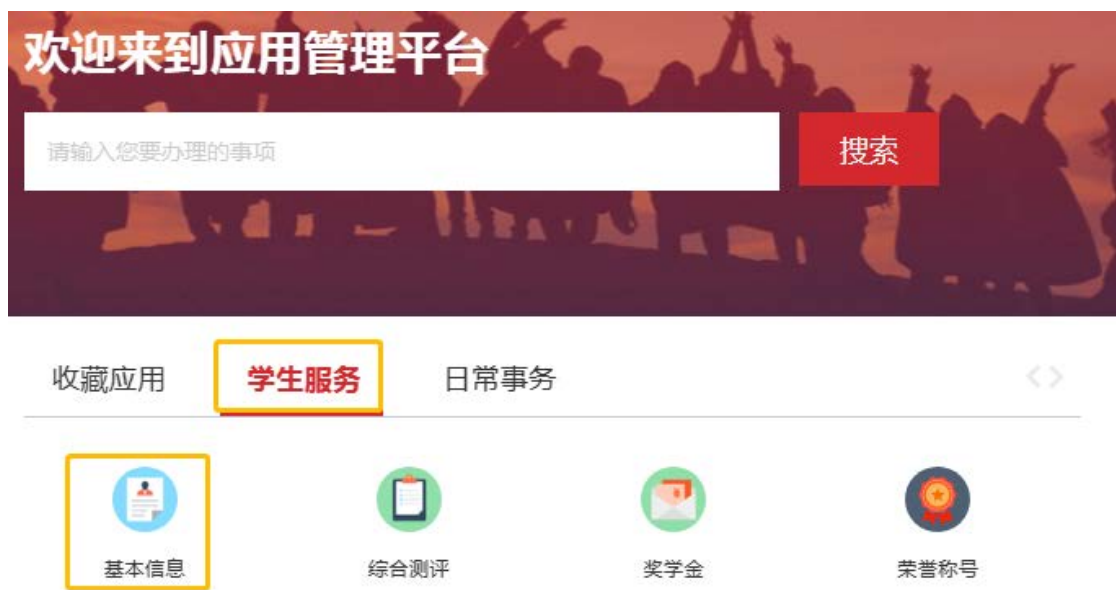 欢迎来到应用管理平台
请输入您要办理的事项 搜索
收藏应用 学生服务 日常事务
基本信息 综合测评 奖学金 荣誉称号